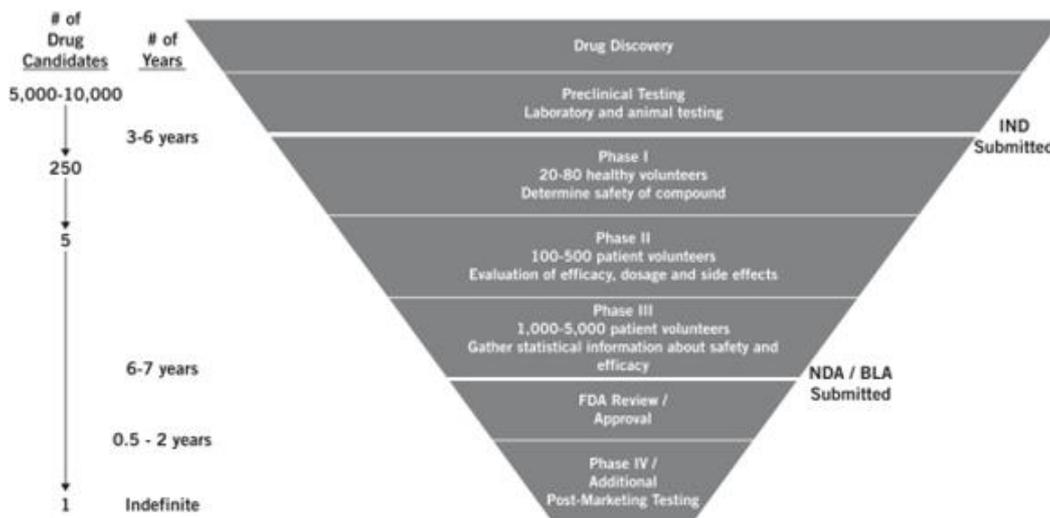 # of
Drug
Candidates
# of
Years
5,000-10,000
3-6 years
250
5
6-7 years
0.5 - 2 years
1
Indefinite
Drug Discovery
Preclinical Testing
Laboratory and animal testing
IND
Submitted
Phase I
20-80 healthy volunteers
Determine safety of compound
Phase II
100-500 patient volunteers
Evaluation of efficacy, dosage and side effects
Phase III
1,000-5,000 patient volunteers
Gather statistical information about safety and
efficacy
NDA / BLA
Submitted
FDA Review /
Approval
Phase IV /
Additional
Post-Marketing Testing